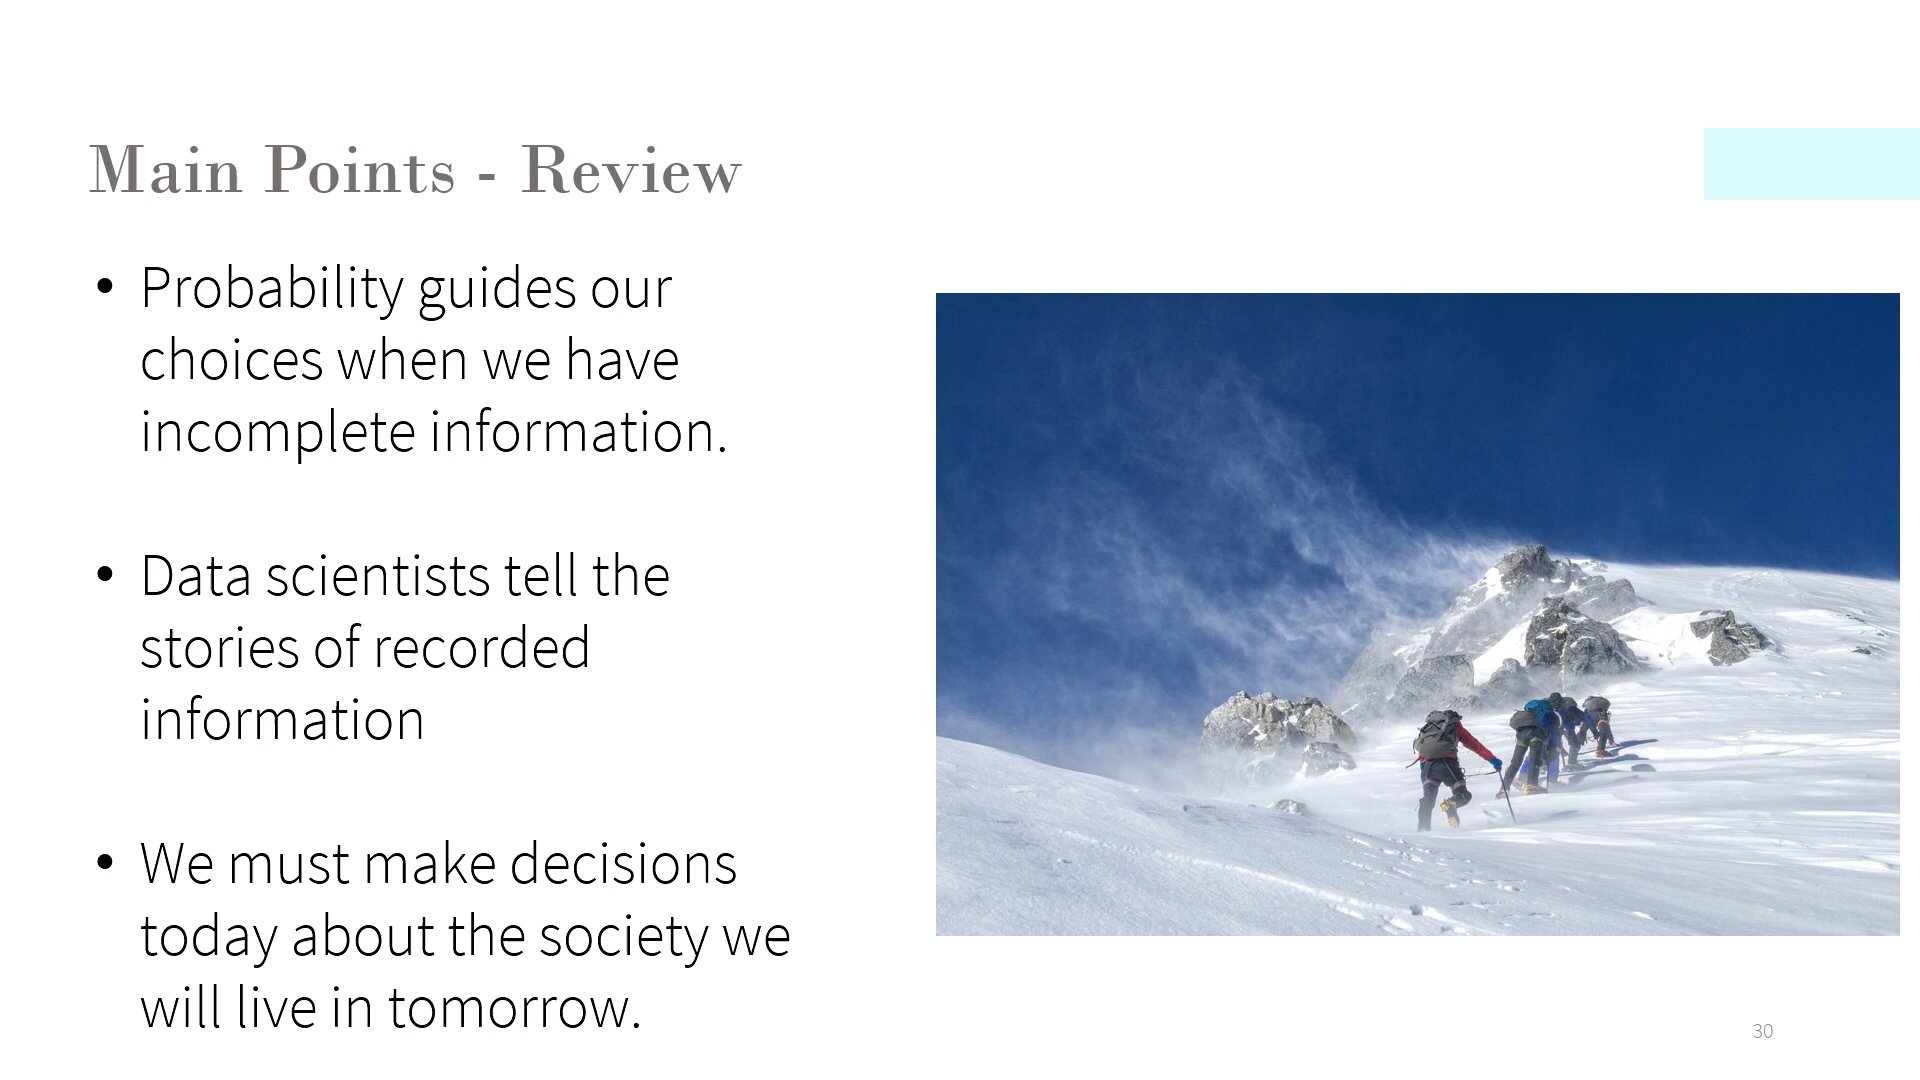 Main Points - Review
• Probability guides our
choices when we have
incomplete information.
• Data scientists tell the
stories of recorded
information
• We must make decisions
today about the society we
will live in tomorrow.
30